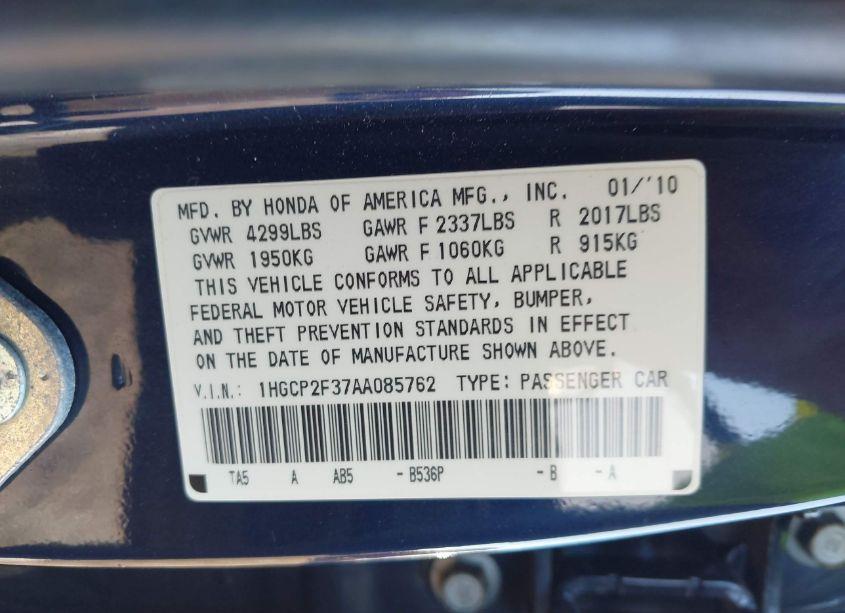 MFD. BY HONDA OF AMERICA MFG., INC. 01/'10
GVWR 4299LBS GAWR F 2337LBS R 2017LBS
GVWR 1950KG GAWR F 1060KG R 915KG
THIS VEHICLE CONFORMS TO ALL APPLICABLE
FEDERAL MOTOR VEHICLE SAFETY, BUMPER,
AND THEFT PREVENTION STANDARDS IN EFFECT
ON THE DATE OF MANUFACTURE SHOWN ABOVE.
V.I.N.: 1HGCP2F37AA085762 TYPE: PASSENGER CAR
TA5 A AB5 - B536P - B - A